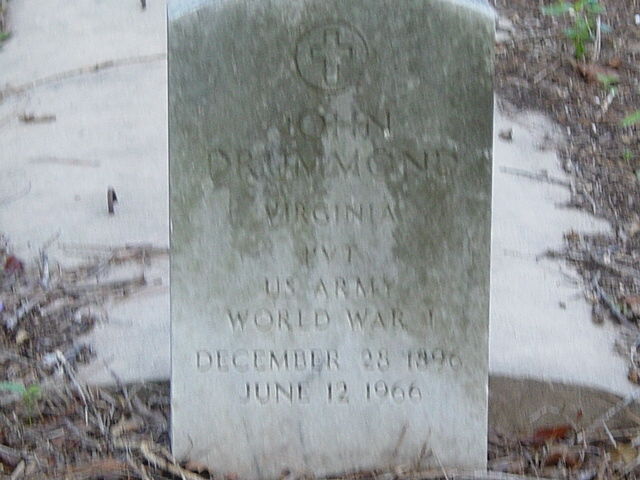 JOHN
DRUMMOND
VIRGINIA
PVT
US ARMY
WORLD WAR I
DECEMBER 28 1896
JUNE 12 1966